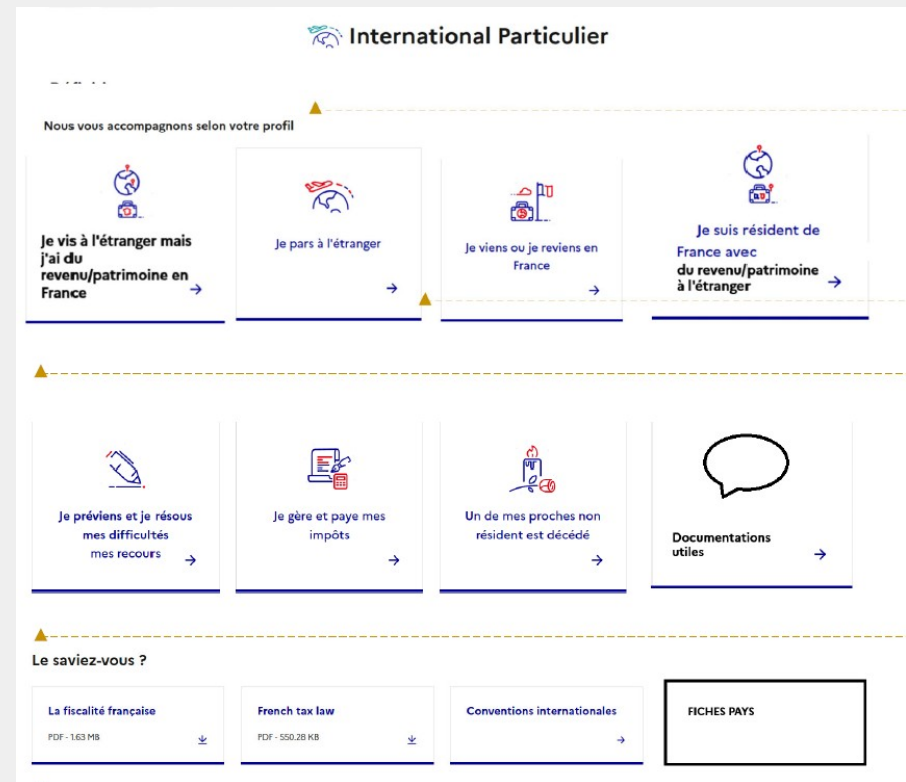 International Particulier
Nous vous accompagnons selon votre profil
Je vis à l'étranger mais
j'ai du
revenu/patrimoine en
France
Je pars à l'étranger
Je viens ou je reviens en
France
Je suis résident de
France avec
du revenu/patrimoine
à l'étranger
Je préviens et je résous
mes difficultés
mes recours
Je gère et paye mes
impôts
Un de mes proches non
résident est décédé
Documentations
utiles
Le saviez-vous ?
La fiscalité française
PDF - 1.63 MB
French tax law
PDF - 550.28 KB
Conventions internationales
FICHES PAYS